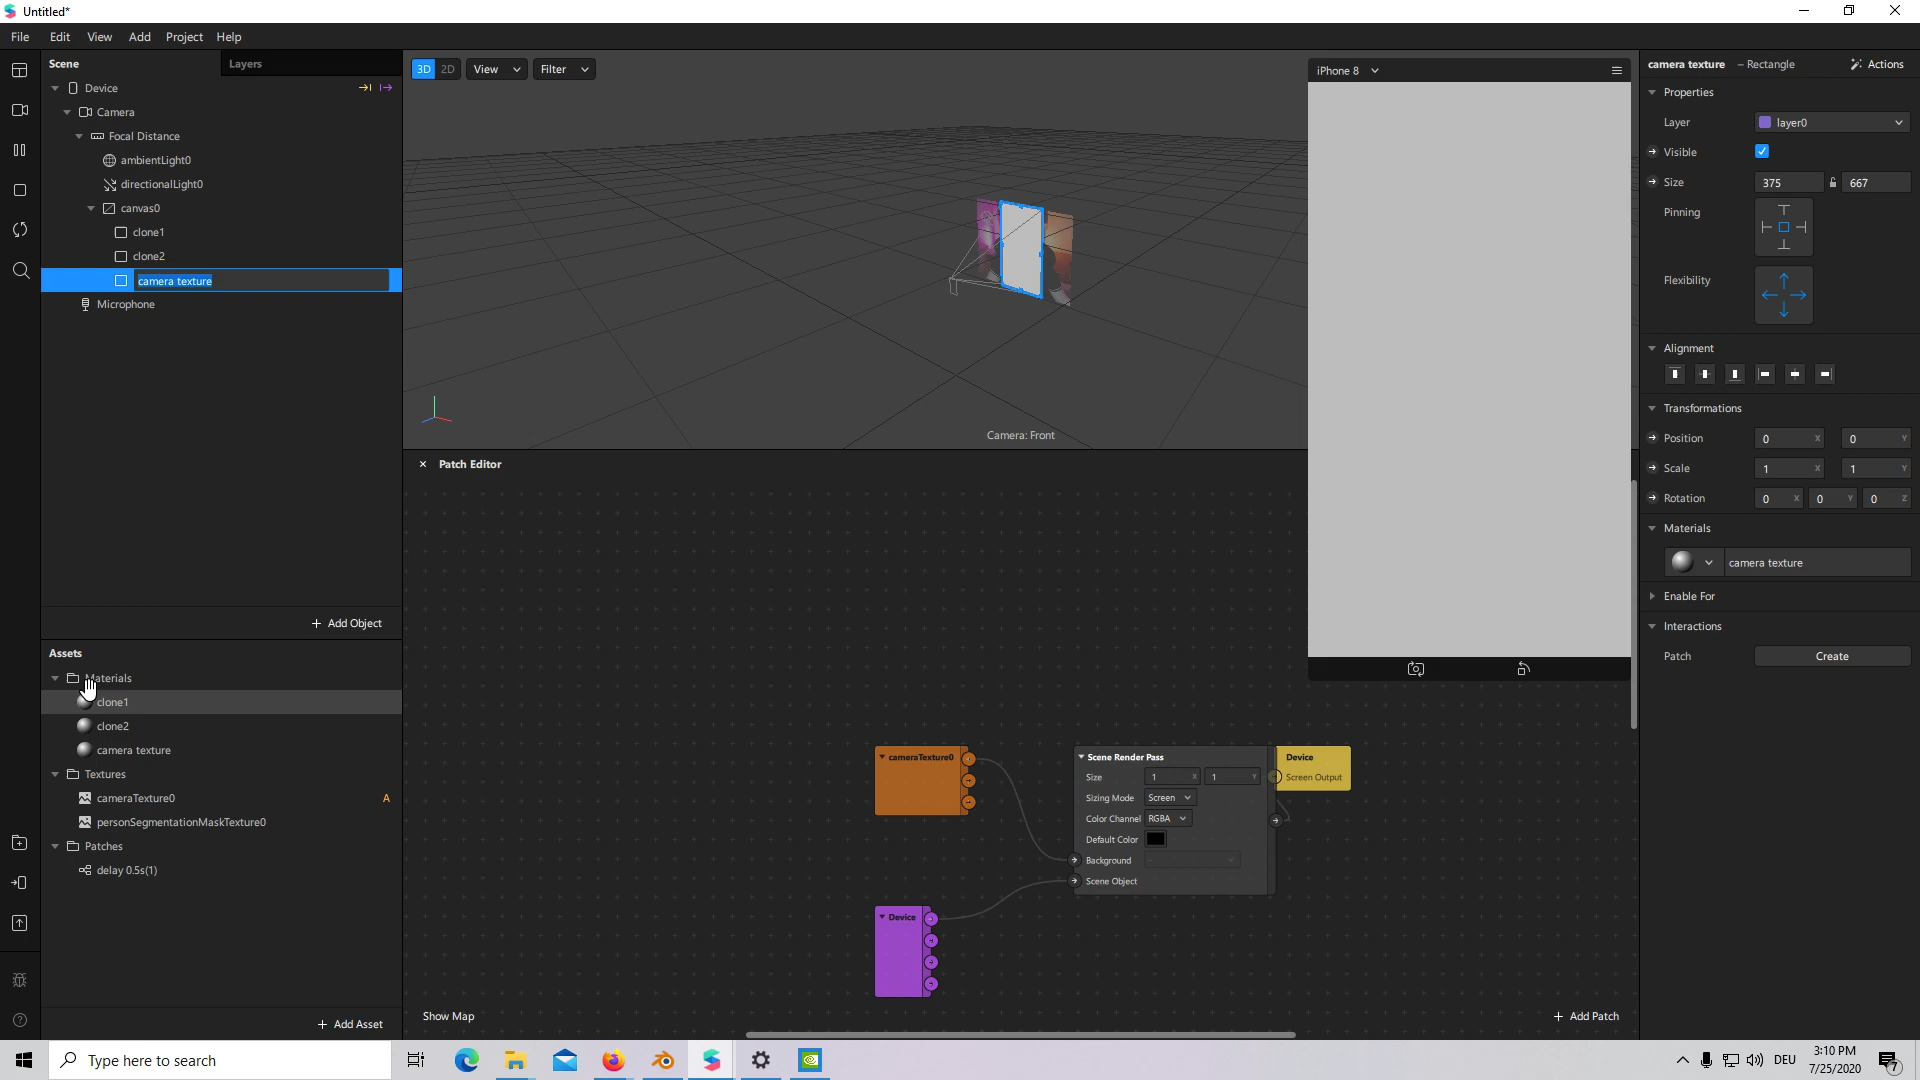 Untitled*
File Edit View Add Project Help
Scene Layers
Device
Camera
Focal Distance
ambientLight0
directionalLight0
canvas0
clone1
clone2
camera texture
Microphone
+ Add Object
Assets
Materials
clone1
clone2
camera texture
Textures
cameraTexture0 A
personSegmentationMaskTexture0
Patches
delay 0.5s(1)
+ Add Asset
3D 2D View Filter
Camera: Front
iPhone 8
× Patch Editor
cameraTexture0
Device
Scene Render Pass
Size 1 X 1 Y
Sizing Mode Screen
Color Channel RGBA
Default Color
Background -
Scene Object
Device
Screen Output
Show Map
+ Add Patch
camera texture – Rectangle Actions
Properties
Layer layer0
Visible
Size 375 667
Pinning
Flexibility
Alignment
Transformations
Position 0 X 0 Y
Scale 1 X 1 Y
Rotation 0 X 0 Y 0 Z
Materials
camera texture
Enable For
Interactions
Patch Create
Type here to search
DEU
3:10 PM
7/25/2020
7